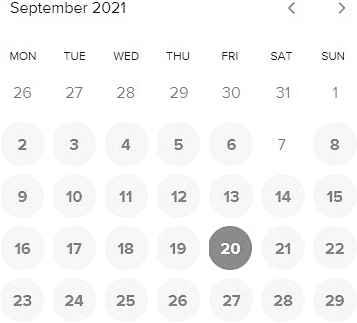 September 2021
MON TUE WED THU FRI SAT SUN
26 27 28 29 30 31 1
2 3 4 5 6 7 8
9 10 11 12 13 14 15
16 17 18 19 20 21 22
23 24 25 26 27 28 29